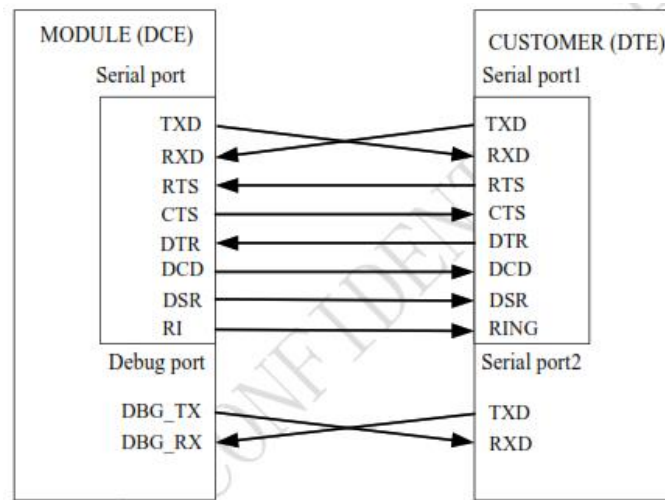 MODULE (DCE)
CUSTOMER (DTE)
Serial port
Serial port1
TXD
TXD
RXD
RXD
RTS
RTS
CTS
CTS
DTR
DTR
DCD
DCD
DSR
DSR
RI
RING
Debug port
Serial port2
DBG_TX
TXD
DBG_RX
RXD
CONFIDENT